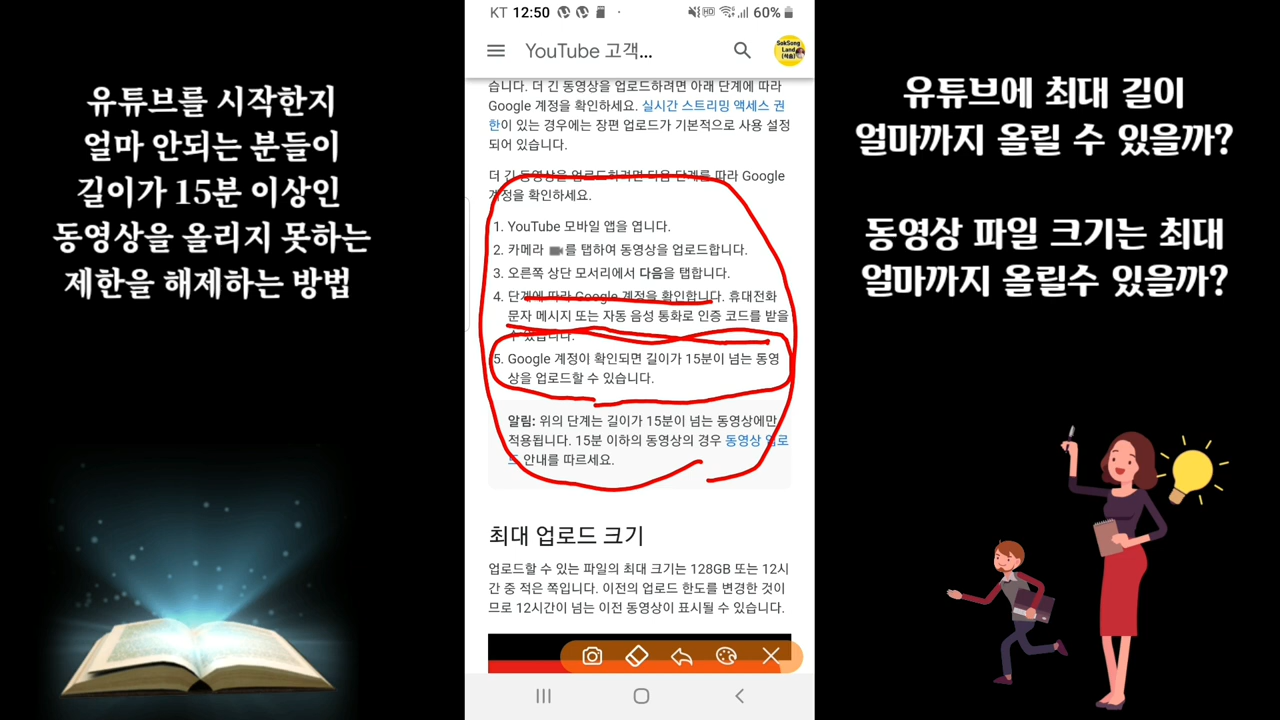 유튜브를 시작한지
얼마 안되는 분들이
길이가 15분 이상인
동영상을 올리지 못하는
제한을 해제하는 방법
KT 12:50
HD
60%
YouTube 고객...
SokSong
Land
(석송)
습니다. 더 긴 동영상을 업로드하려면 아래 단계에 따라
Google 계정을 확인하세요. 실시간 스트리밍 액세스 권
한이 있는 경우에는 장편 업로드가 기본적으로 사용 설정
되어 있습니다.
더 긴 동영상을 업로드하려면 다음 단계를 따라 Google
계정을 확인하세요.
1. YouTube 모바일 앱을 엽니다.
2. 카메라 를 탭하여 동영상을 업로드합니다.
3. 오른쪽 상단 모서리에서 다음을 탭합니다.
4. 단계에 따라 Google 계정을 확인합니다. 휴대전화
문자 메시지 또는 자동 음성 통화로 인증 코드를 받을
수 있습니다.
5. Google 계정이 확인되면 길이가 15분이 넘는 동영
상을 업로드할 수 있습니다.
알림: 위의 단계는 길이가 15분이 넘는 동영상에만
적용됩니다. 15분 이하의 동영상의 경우 동영상 업로
드 안내를 따르세요.
최대 업로드 크기
업로드할 수 있는 파일의 최대 크기는 128GB 또는 12시
간 중 적은 쪽입니다. 이전의 업로드 한도를 변경한 것이
므로 12시간이 넘는 이전 동영상이 표시될 수 있습니다.
유튜브에 최대 길이
얼마까지 올릴 수 있을까?
동영상 파일 크기는 최대
얼마까지 올릴수 있을까?